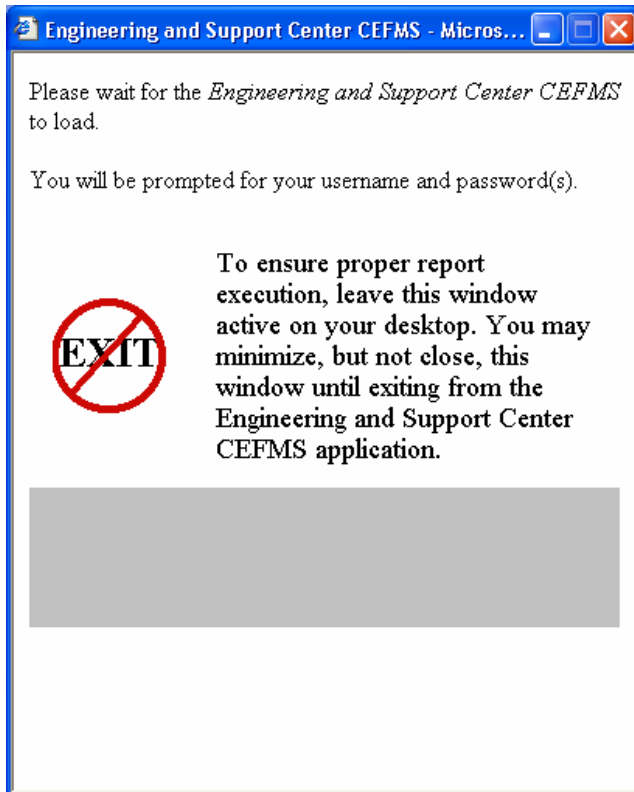 Engineering and Support Center CEFMS - Micros...
Please wait for the Engineering and Support Center CEFMS
to load.
You will be prompted for your username and password(s).
To ensure proper report
execution, leave this window
active on your desktop. You may
minimize, but not close, this
window until exiting from the
Engineering and Support Center
CEFMS application.
EXIT